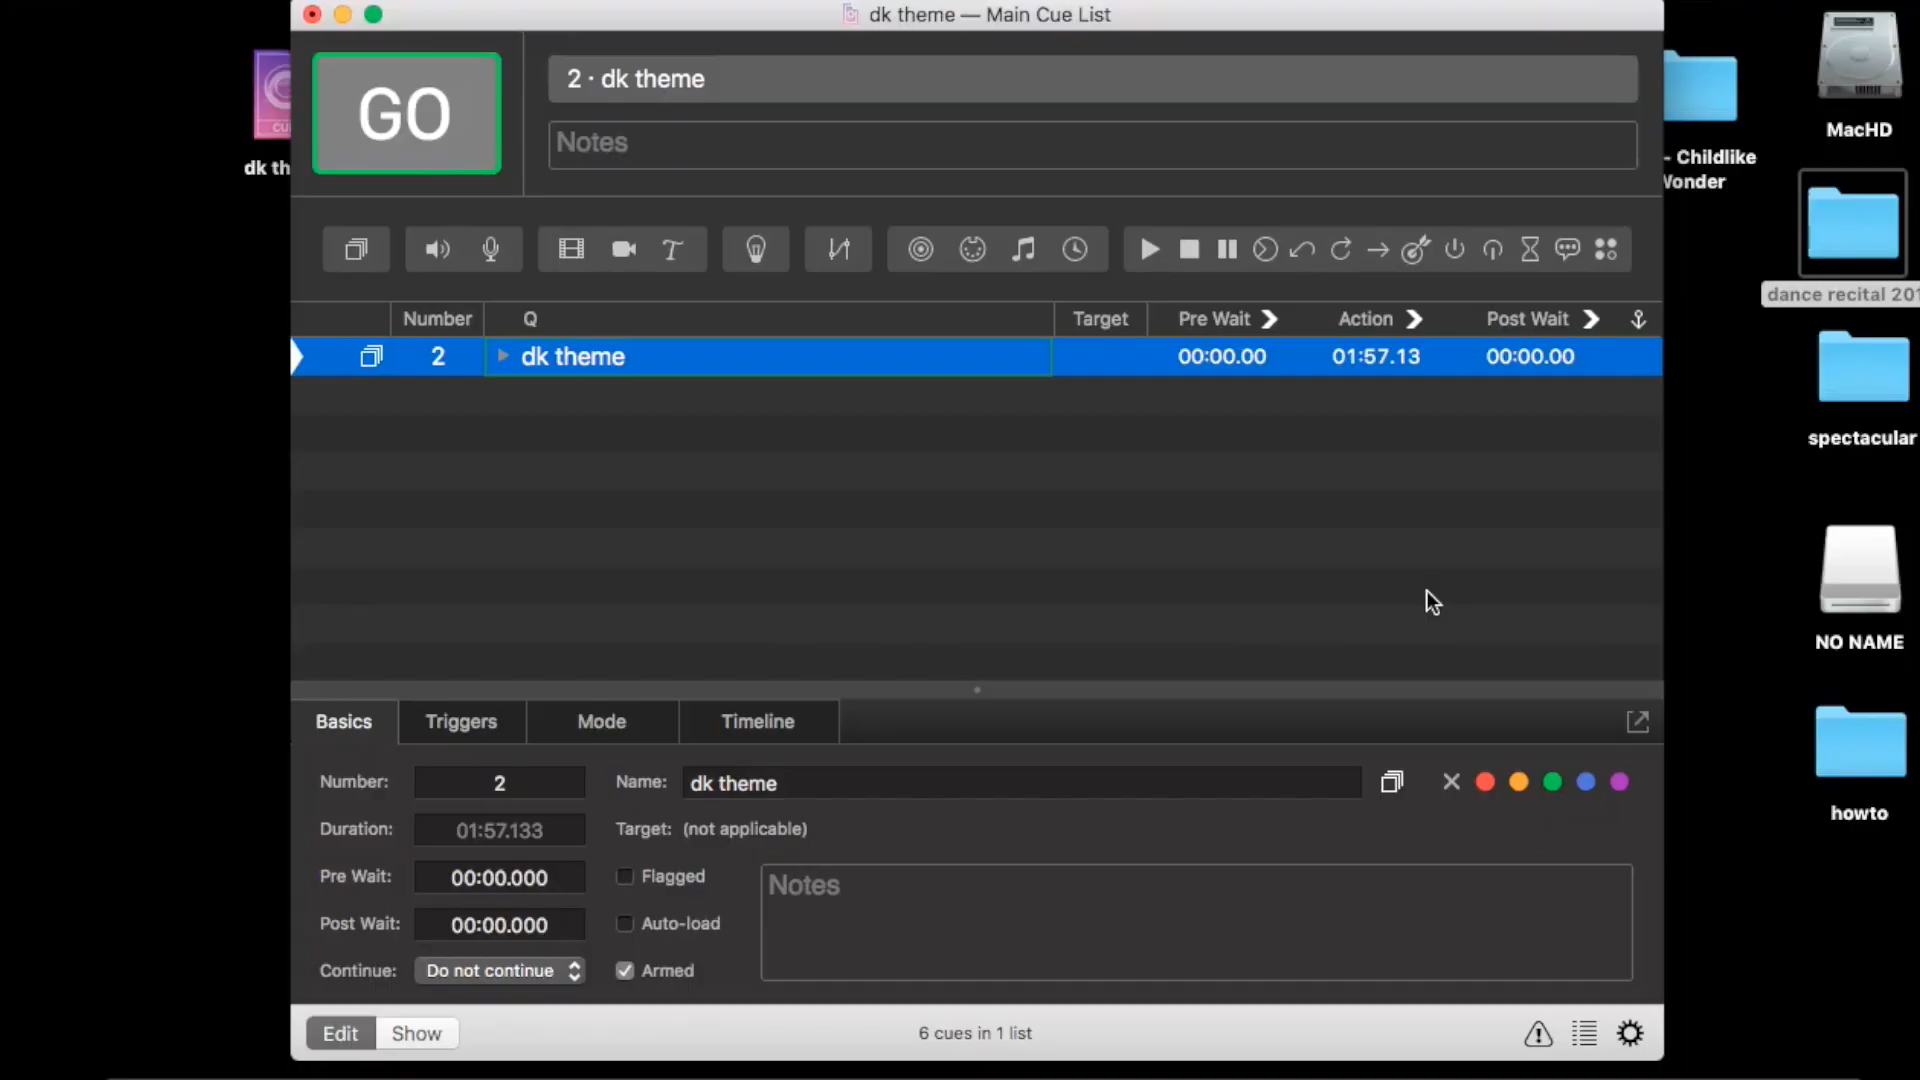 dk theme — Main Cue List
GO
2 · dk theme
Notes
Number Q Target Pre Wait Action Post Wait
2 dk theme 00:00.00 01:57.13 00:00.00
Basics Triggers Mode Timeline
Number: 2 Name: dk theme
Duration: 01:57.133 Target: (not applicable)
Pre Wait: 00:00.000 Flagged Notes
Post Wait: 00:00.000 Auto-load
Continue: Do not continue Armed
Edit Show 6 cues in 1 list
dk th
- Childlike
Wonder
MacHD
dance recital 201
spectacular
NO NAME
howto